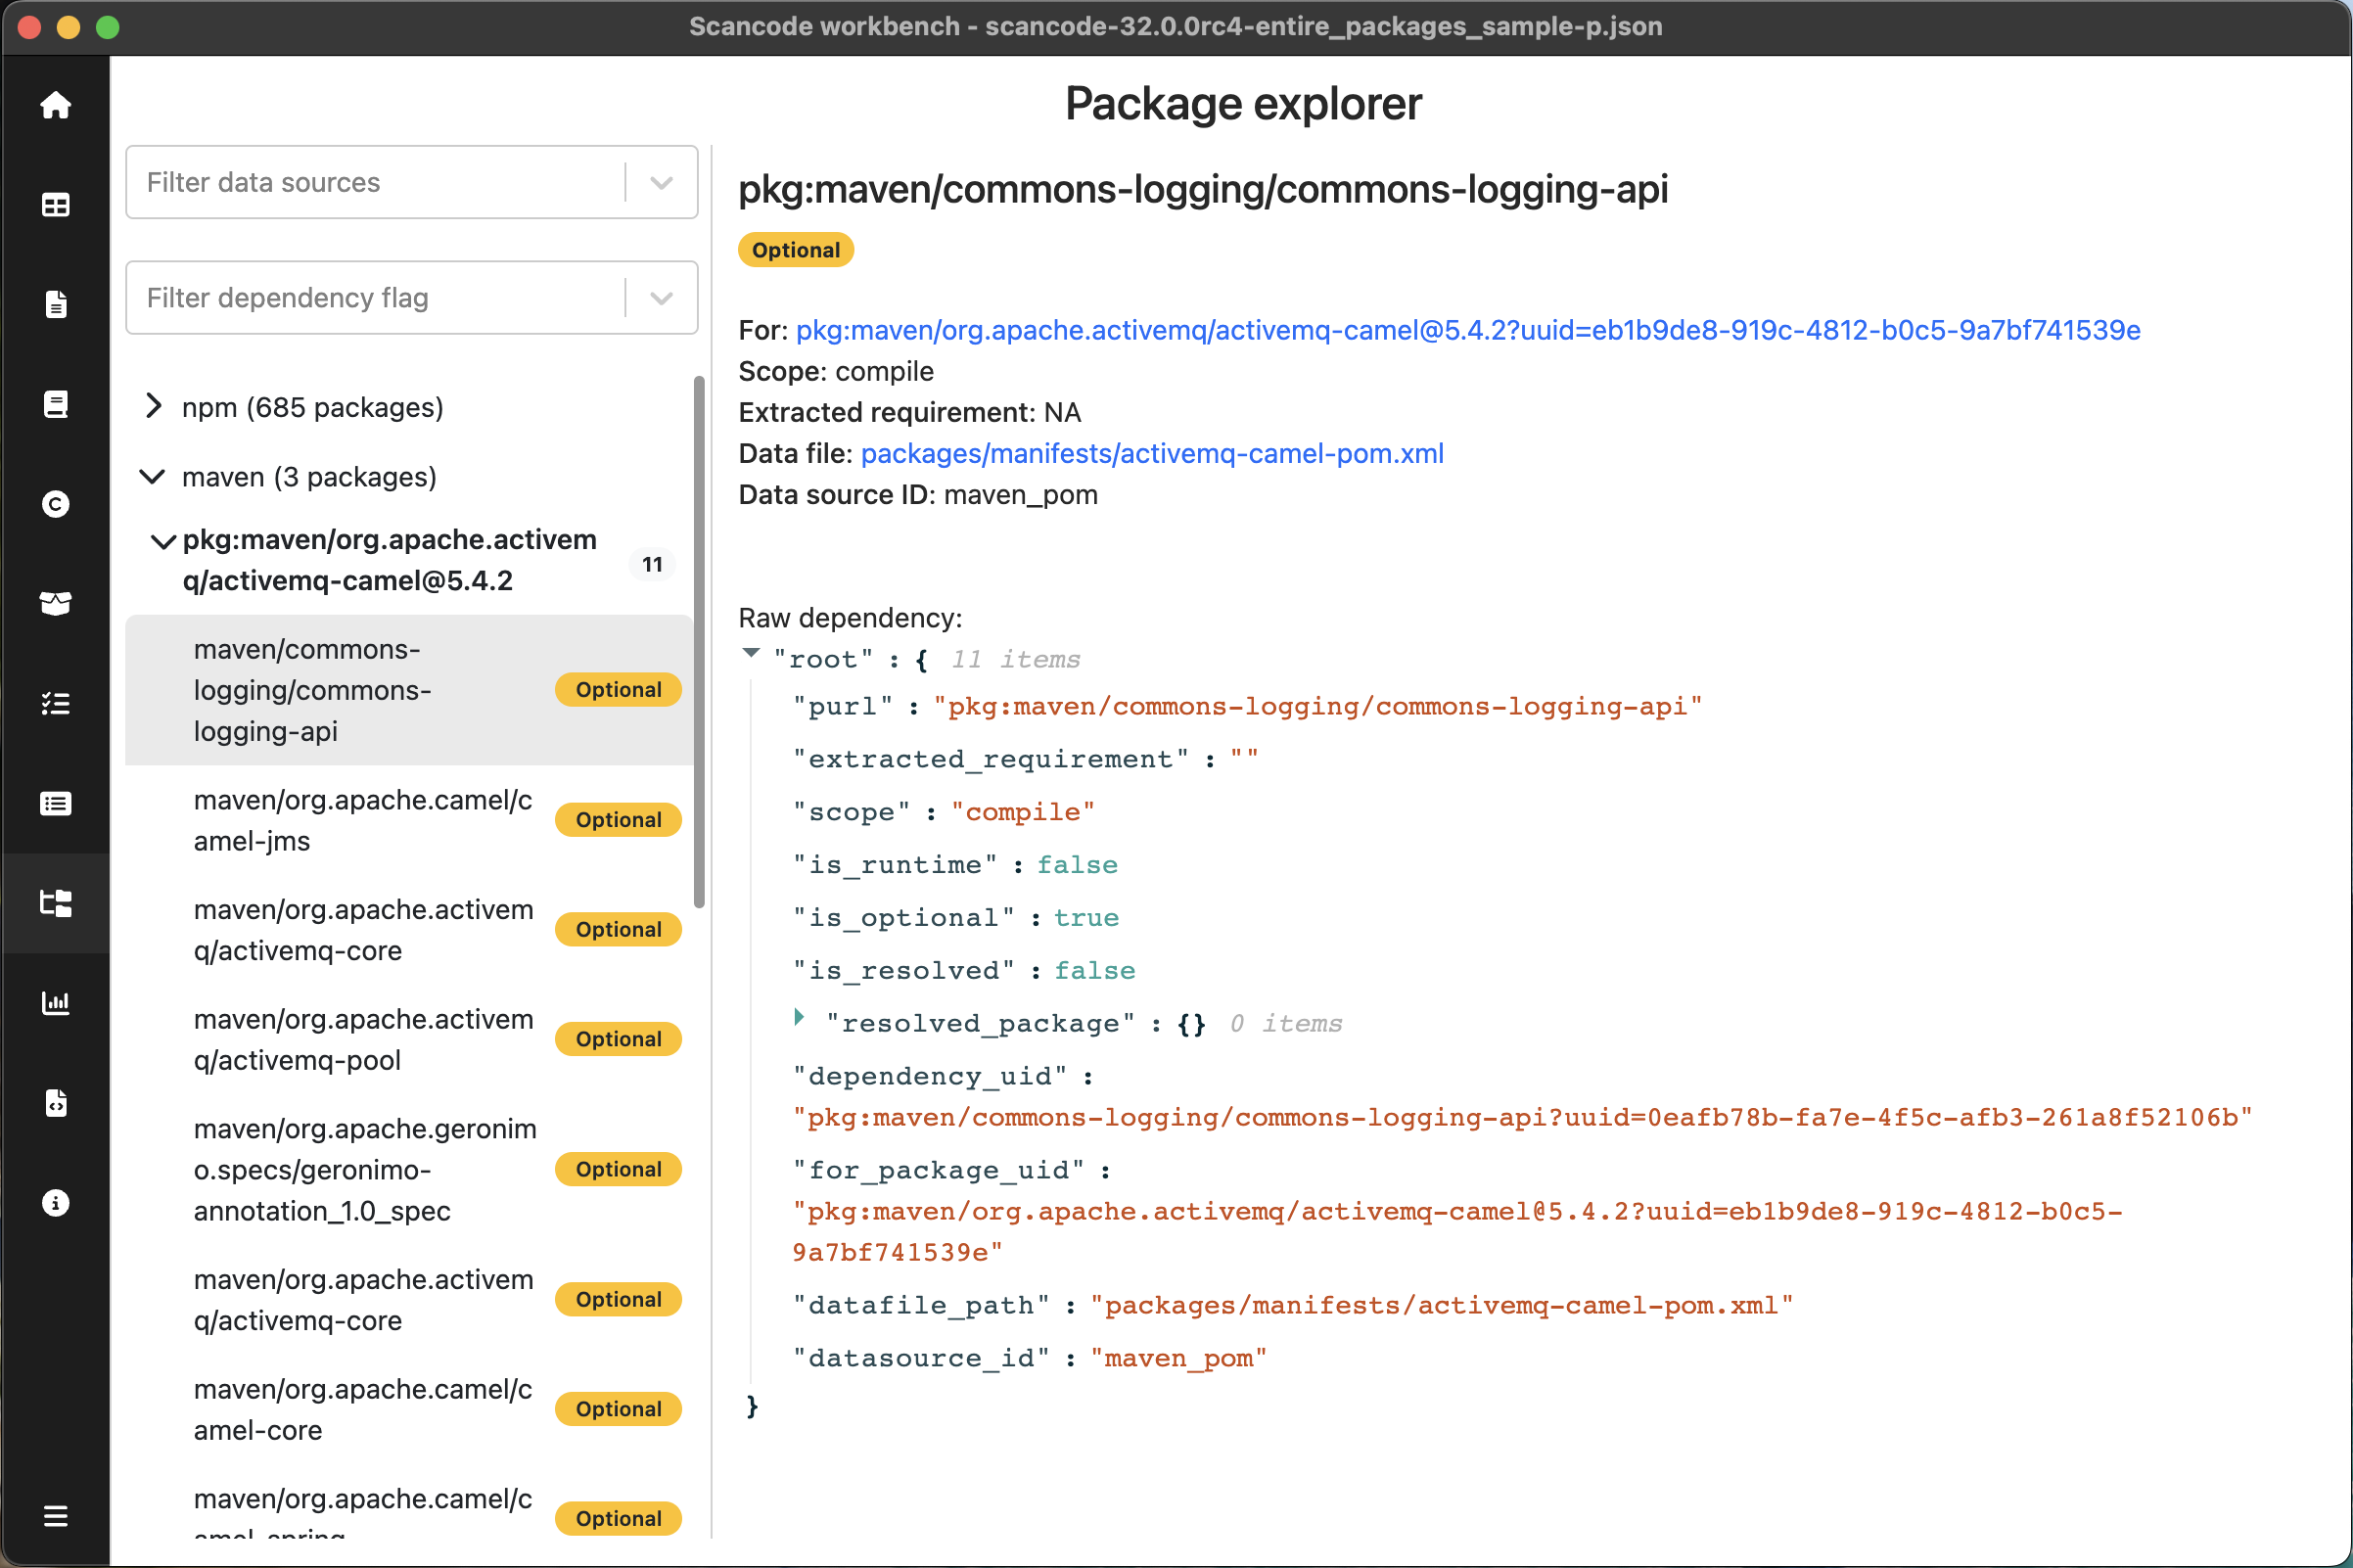 Scancode workbench - scancode-32.0.0rc4-entire_packages_sample-p.json
Package explorer
Filter data sources
Filter dependency flag
npm (685 packages)
maven (3 packages)
pkg:maven/org.apache.activem
q/activemq-camel@5.4.2
11
maven/commons-
logging/commons-
logging-api
Optional
maven/org.apache.camel/c
amel-jms
Optional
maven/org.apache.activem
q/activemq-core
Optional
maven/org.apache.activem
q/activemq-pool
Optional
maven/org.apache.geronim
o.specs/geronimo-
annotation_1.0_spec
Optional
maven/org.apache.activem
q/activemq-core
Optional
maven/org.apache.camel/c
amel-core
Optional
maven/org.apache.camel/c
amel-spring
Optional
pkg:maven/commons-logging/commons-logging-api
Optional
For: pkg:maven/org.apache.activemq/activemq-camel@5.4.2?uuid=eb1b9de8-919c-4812-b0c5-9a7bf741539e
Scope: compile
Extracted requirement: NA
Data file: packages/manifests/activemq-camel-pom.xml
Data source ID: maven_pom
Raw dependency:
"root" : { 11 items
"purl" : "pkg:maven/commons-logging/commons-logging-api"
"extracted_requirement" : ""
"scope" : "compile"
"is_runtime" : false
"is_optional" : true
"is_resolved" : false
"resolved_package" : {} 0 items
"dependency_uid" :
"pkg:maven/commons-logging/commons-logging-api?uuid=0eafb78b-fa7e-4f5c-afb3-261a8f52106b"
"for_package_uid" :
"pkg:maven/org.apache.activemq/activemq-camel@5.4.2?uuid=eb1b9de8-919c-4812-b0c5-
9a7bf741539e"
"datafile_path" : "packages/manifests/activemq-camel-pom.xml"
"datasource_id" : "maven_pom"
}